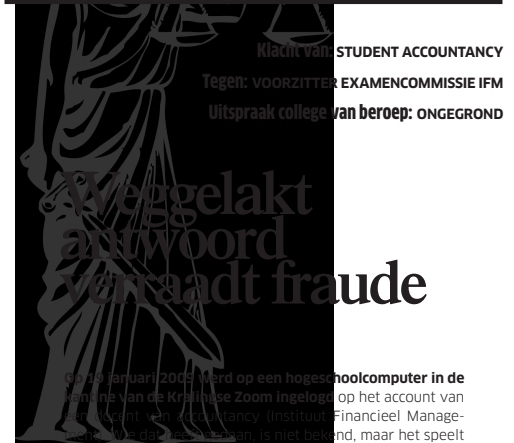 Klacht van: STUDENT ACCOUNTANCY
Tegen: VOORZITTER EXAMENCOMMISSIE IFM
Uitspraak college van beroep: ONGEGROND
Weggelakt
antwoord
verraadt fraude
Op 19 januari 2009 werd op een hogeschoolcomputer in de
kantine van de Kralingse Zoom ingelogd op het account van
een docent van Accountancy (Instituut Financieel Manage-
is niet bekend, maar het speelt